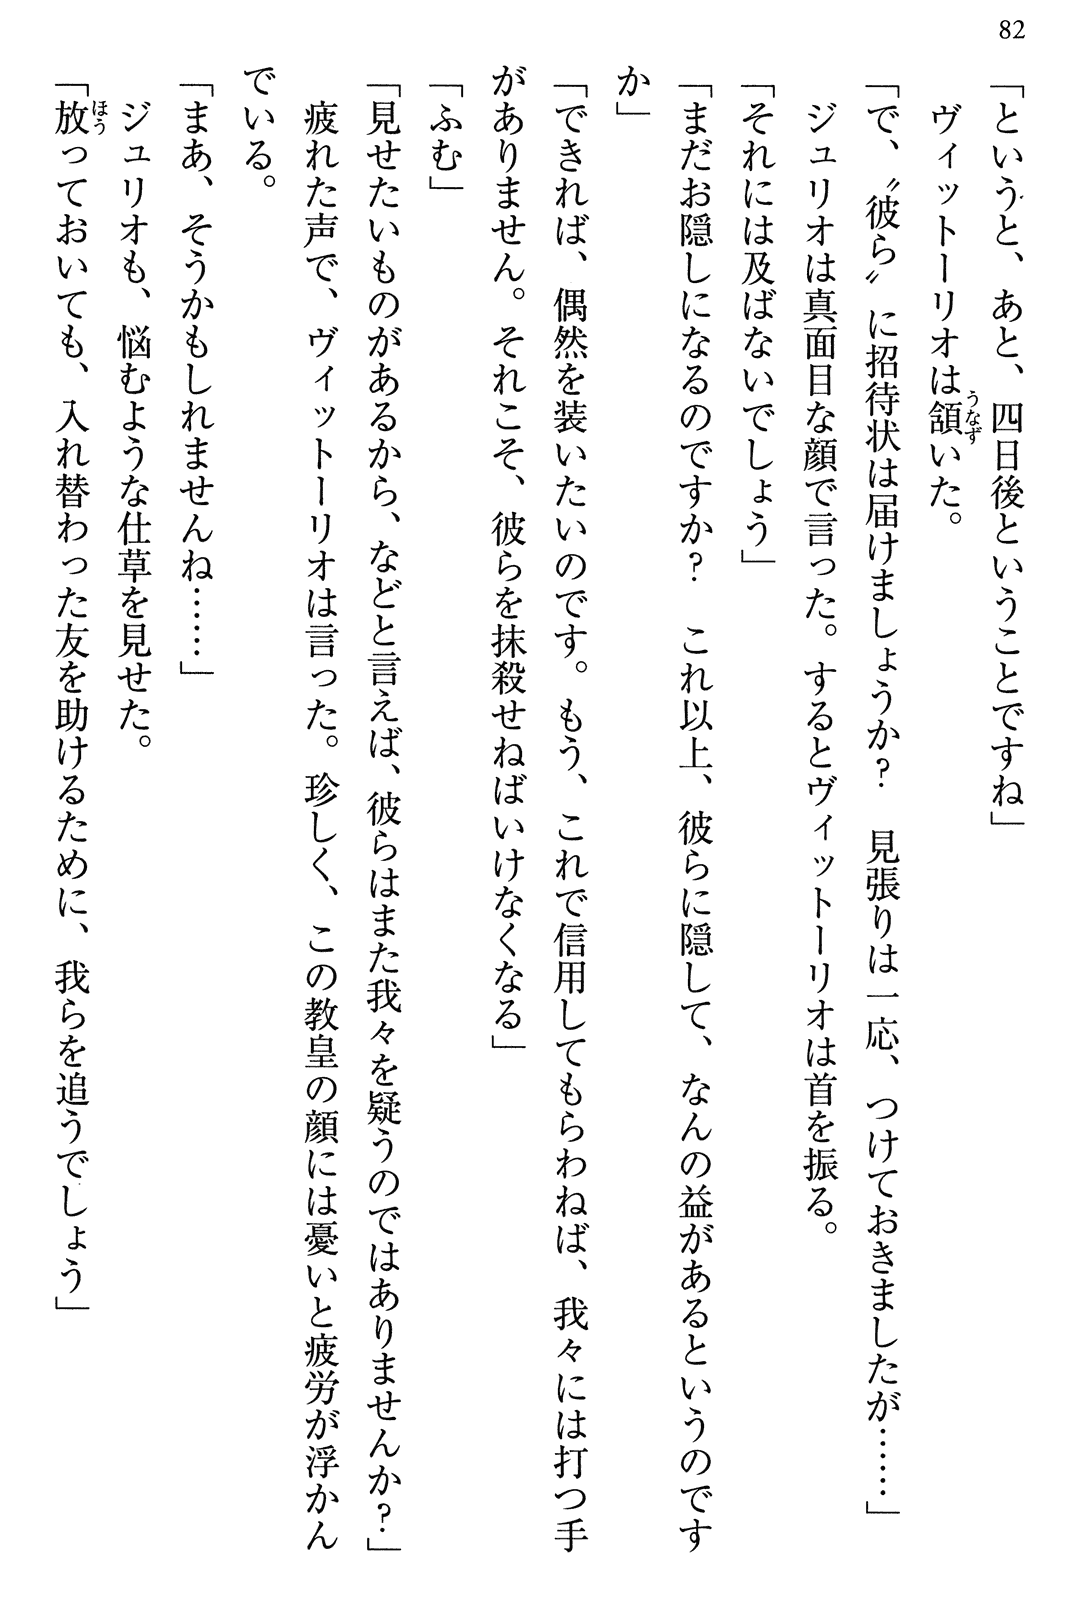 82
「というと、あと、四日後ということですね」
　ヴィットーリオは頷いた。
うなず
「で、〝彼ら〟に招待状は届けましょうか？　見張りは一応、つけておきましたが……」
　ジュリオは真面目な顔で言った。するとヴィットーリオは首を振る。
「それには及ばないでしょう」
「まだお隠しになるのですか？　これ以上、彼らに隠して、なんの益があるというのです
か」
「できれば、偶然を装いたいのです。もう、これで信用してもらわねば、我々には打つ手
がありません。それこそ、彼らを抹殺せねばいけなくなる」
「ふむ」
「見せたいものがあるから、などと言えば、彼らはまた我々を疑うのではありませんか？」
　疲れた声で、ヴィットーリオは言った。珍しく、この教皇の顔には憂いと疲労が浮かん
でいる。
「まあ、そうかもしれませんね……」
　ジュリオも、悩むような仕草を見せた。
「放っておいても、入れ替わった友を助けるために、我らを追うでしょう」
ほう